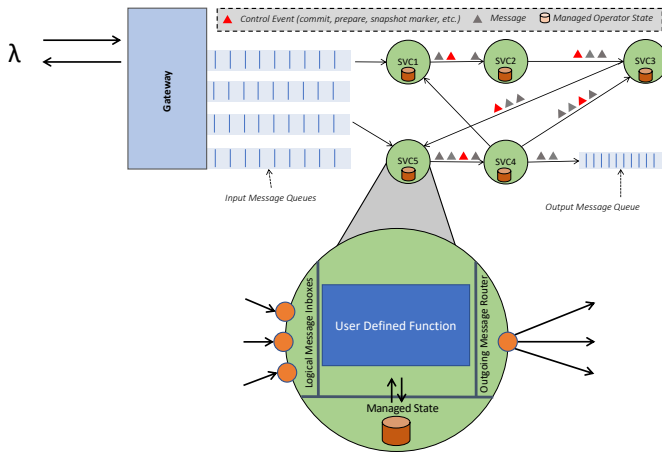 Control Event (commit, prepare, snapshot marker, etc.)
Message
Managed Operator State
λ
Gateway
SVC1
SVC2
SVC3
SVC5
SVC4
Input Message Queues
Output Message Queue
Logical Message Inboxes
User Defined Function
Outgoing Message Router
Managed State